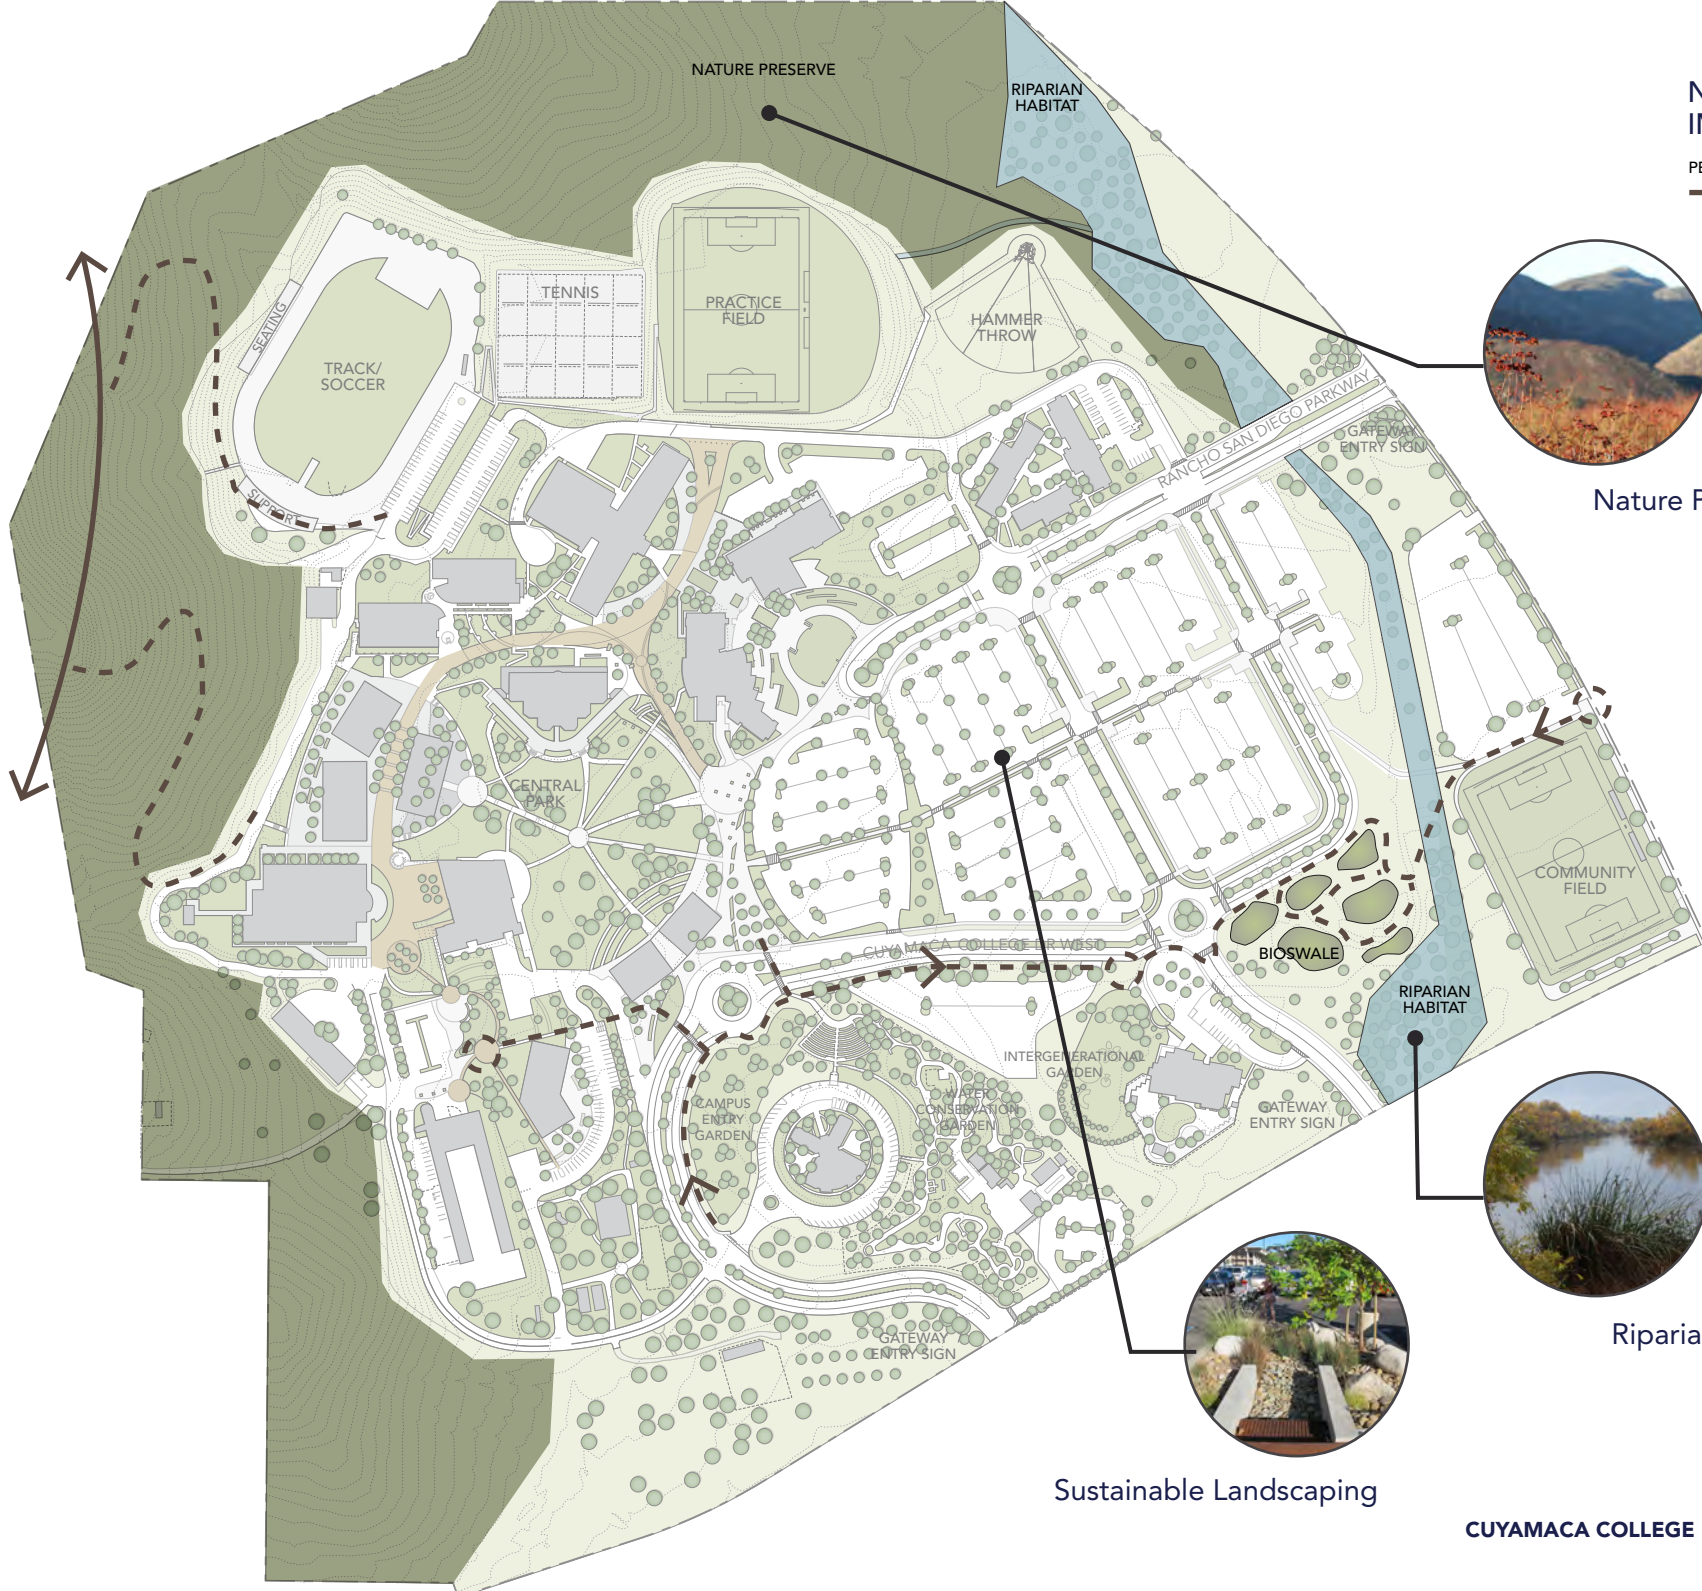 NATURE PRESERVE
RIPARIAN
HABITAT
TENNIS
PRACTICE
FIELD
HAMMER
THROW
SEATING
TRACK/
SOCCER
SUPPORT
RANCHO SAN DIEGO PARKWAY
GATEWAY
ENTRY SIGN
Nature P
CENTRAL
PARK
COMMUNITY
FIELD
CUYAMACA COLLEGE DR WEST
BIOSWALE
RIPARIAN
HABITAT
INTERGENERATIONAL
GARDEN
CAMPUS
ENTRY
GARDEN
WATER
CONSERVATION
GARDEN
GATEWAY
ENTRY SIGN
GATEWAY
ENTRY SIGN
Riparia
Sustainable Landscaping
CUYAMACA COLLEGE